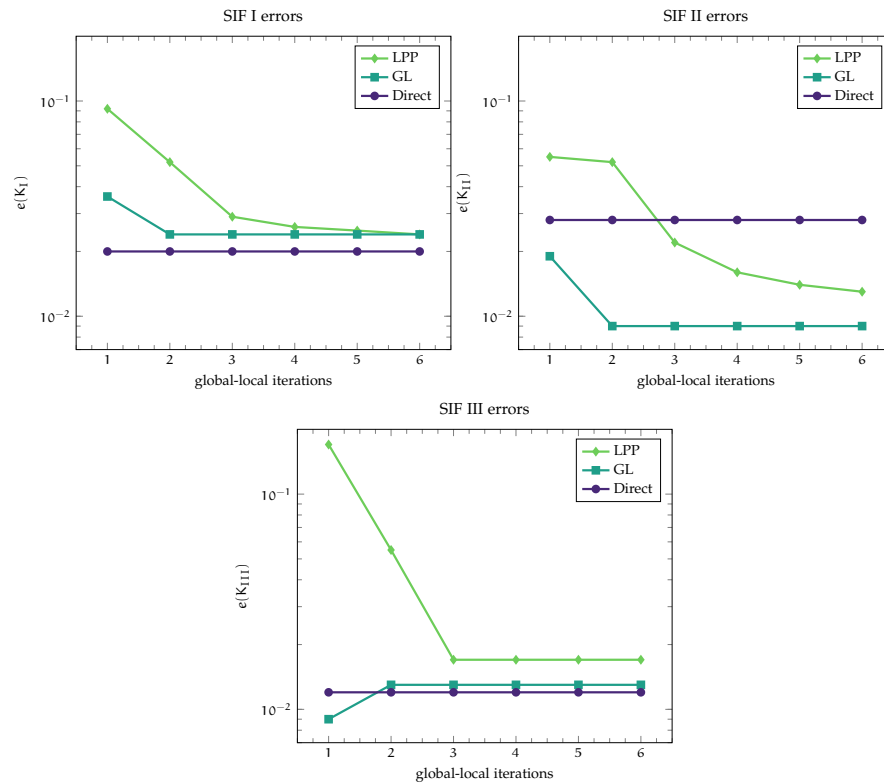 SIF I errors
LPP
GL
Direct
10⁻¹
10⁻²
e(K_I)
1 2 3 4 5 6
global-local iterations
SIF II errors
LPP
GL
Direct
10⁻¹
10⁻²
e(K_II)
1 2 3 4 5 6
global-local iterations
SIF III errors
LPP
GL
Direct
10⁻¹
10⁻²
e(K_III)
1 2 3 4 5 6
global-local iterations